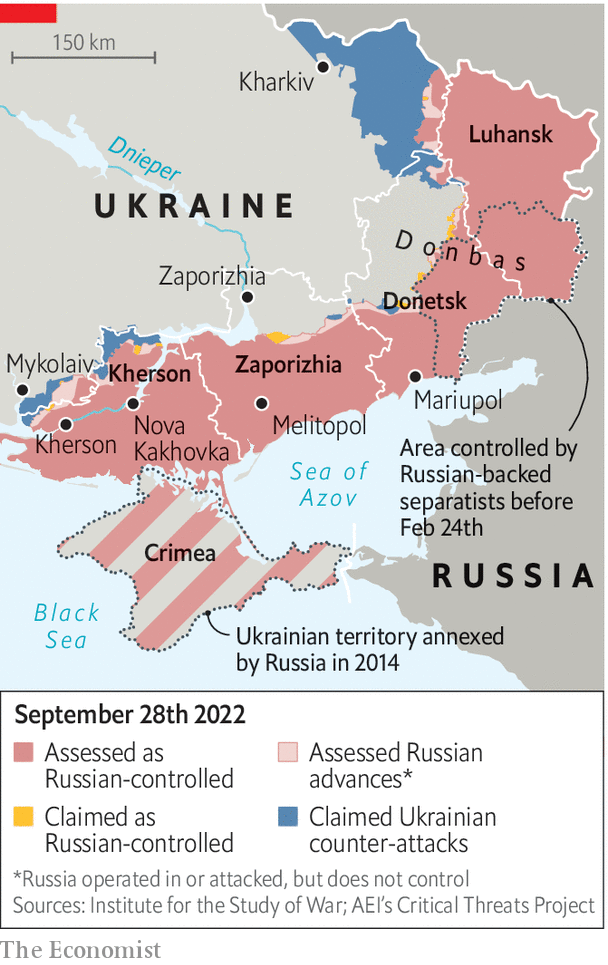 150 km
Kharkiv
Luhansk
Dnieper
UKRAINE
Donbas
Zaporizhia
Donetsk
Mykolaiv
Kherson
Zaporizhia
Mariupol
Kherson
Nova
Kakhovka
Melitopol
Sea of
Azov
Area controlled by
Russian-backed
separatists before
Feb 24th
Crimea
RUSSIA
Black
Sea
Ukrainian territory annexed
by Russia in 2014
September 28th 2022
Assessed as
Russian-controlled
Assessed Russian
advances*
Claimed as
Russian-controlled
Claimed Ukrainian
counter-attacks
*Russia operated in or attacked, but does not control
Sources: Institute for the Study of War; AEI's Critical Threats Project
The Economist